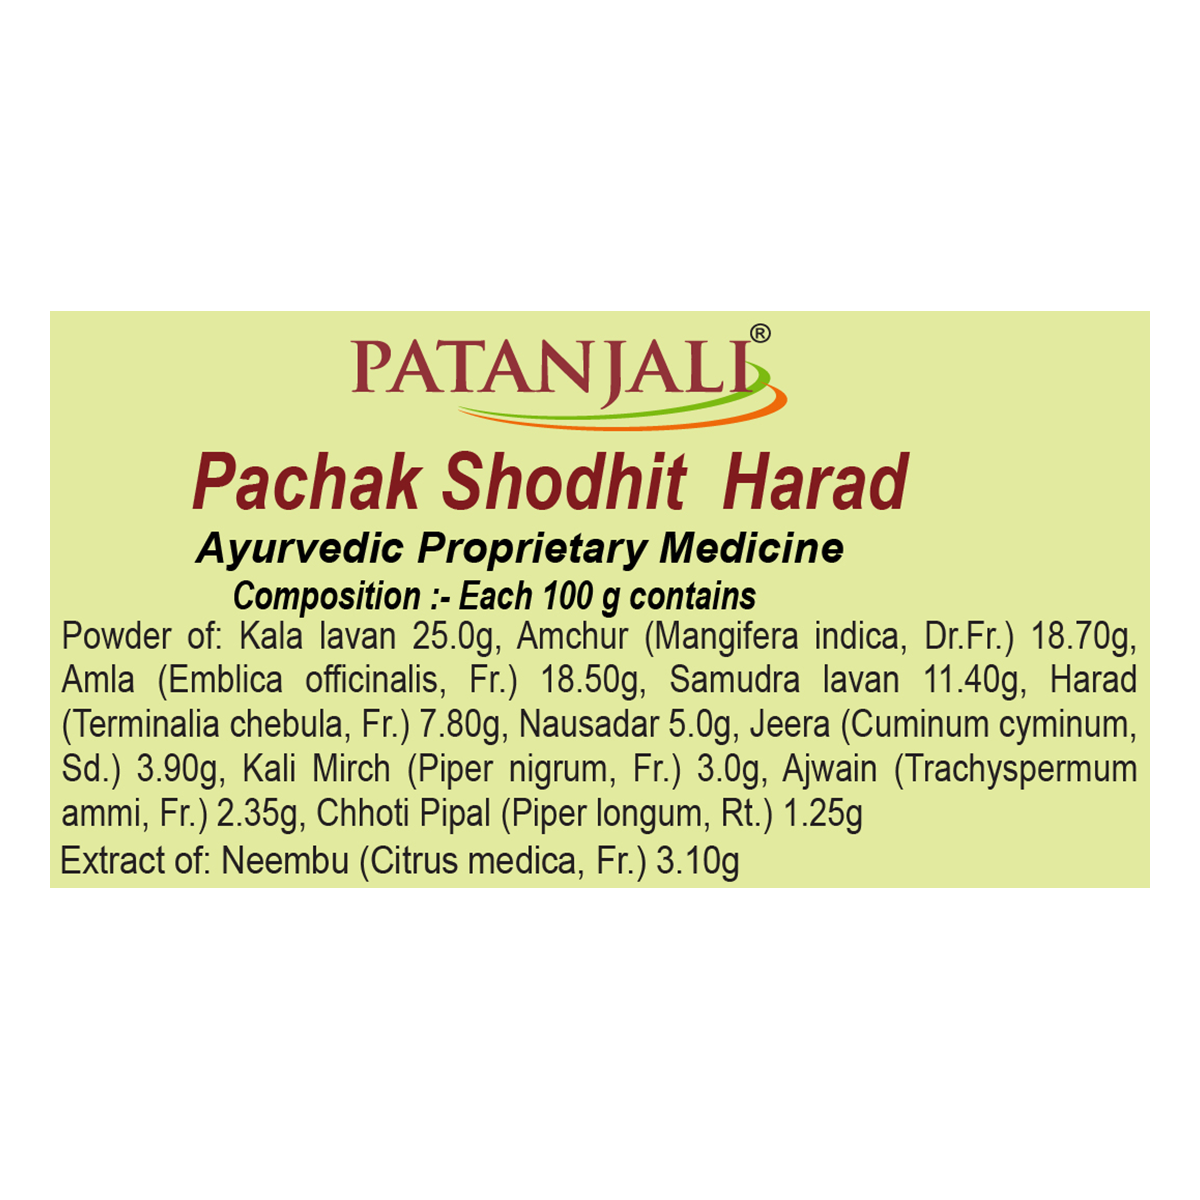 PATANJALI®
Pachak Shodhit Harad
Ayurvedic Proprietary Medicine
Composition :- Each 100 g contains
Powder of: Kala lavan 25.0g, Amchur (Mangifera indica, Dr.Fr.) 18.70g,
Amla (Emblica officinalis, Fr.) 18.50g, Samudra lavan 11.40g, Harad
(Terminalia chebula, Fr.) 7.80g, Nausadar 5.0g, Jeera (Cuminum cyminum,
Sd.) 3.90g, Kali Mirch (Piper nigrum, Fr.) 3.0g, Ajwain (Trachyspermum
ammi, Fr.) 2.35g, Chhoti Pipal (Piper longum, Rt.) 1.25g
Extract of: Neembu (Citrus medica, Fr.) 3.10g